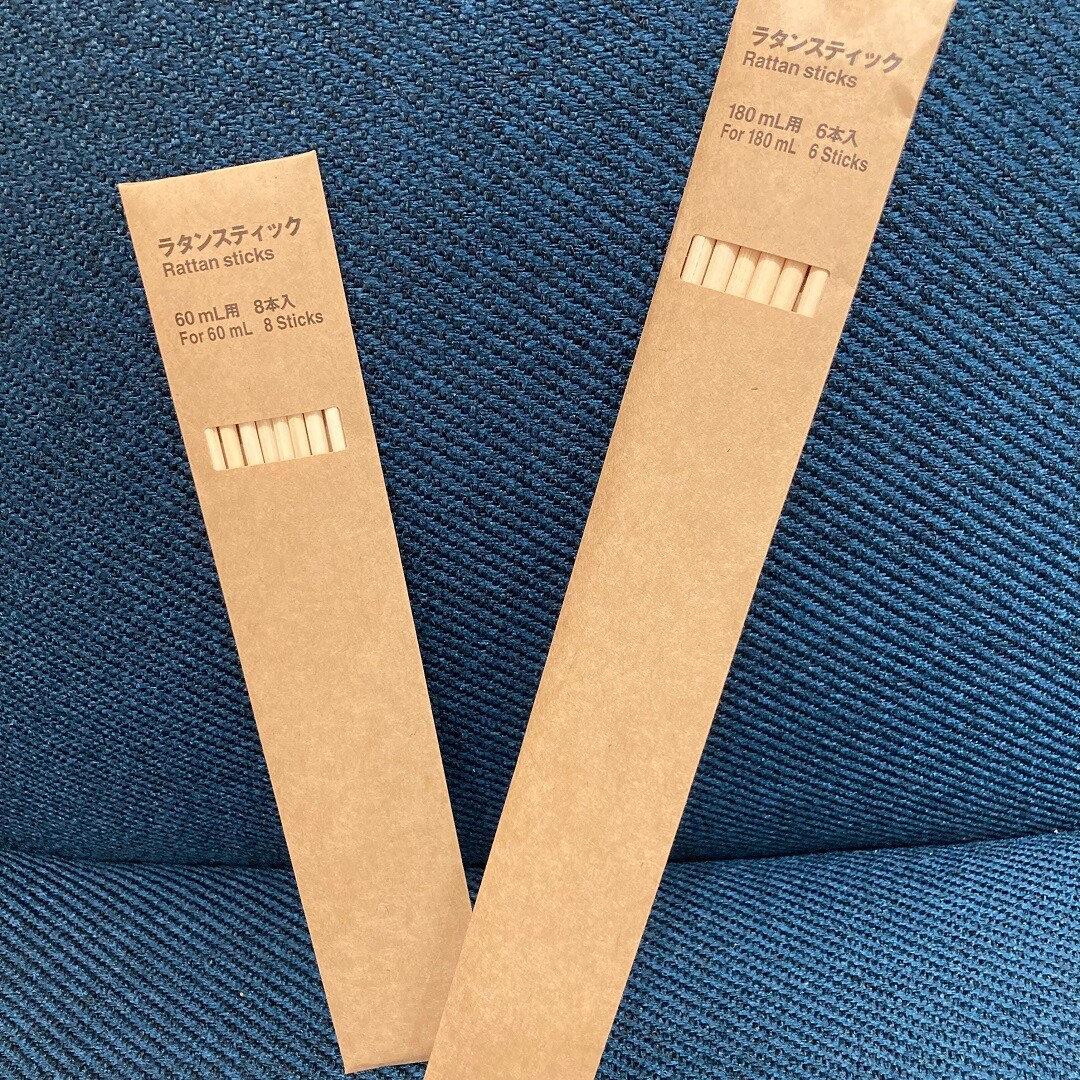 ラタンスティック
Rattan sticks
60 mL用 8本入
For 60 mL 8 Sticks
ラタンスティック
Rattan sticks
180 mL用 6本入
For 180 mL 6 Sticks